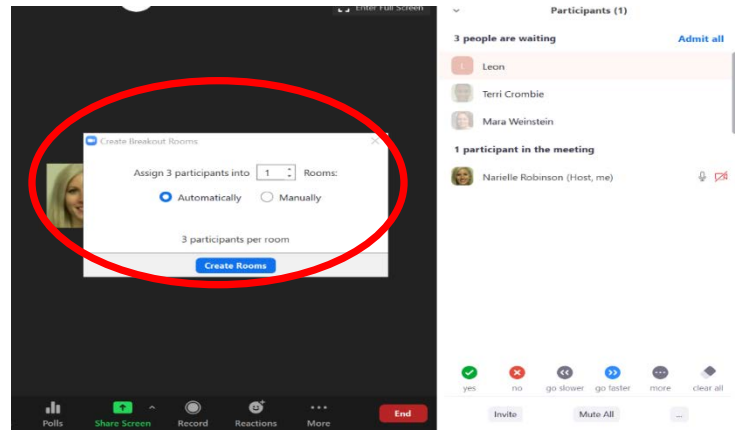 Enter Full Screen
Create Breakout Rooms
Assign 3 participants into 1 Rooms:
Automatically Manually
3 participants per room
Create Rooms
Polls Share Screen Record Reactions More End
Participants (1)
3 people are waiting Admit all
L Leon
Terri Crombie
Mara Weinstein
1 participant in the meeting
Narielle Robinson (Host, me)
yes no go slower go faster more clear all
Invite Mute All ...